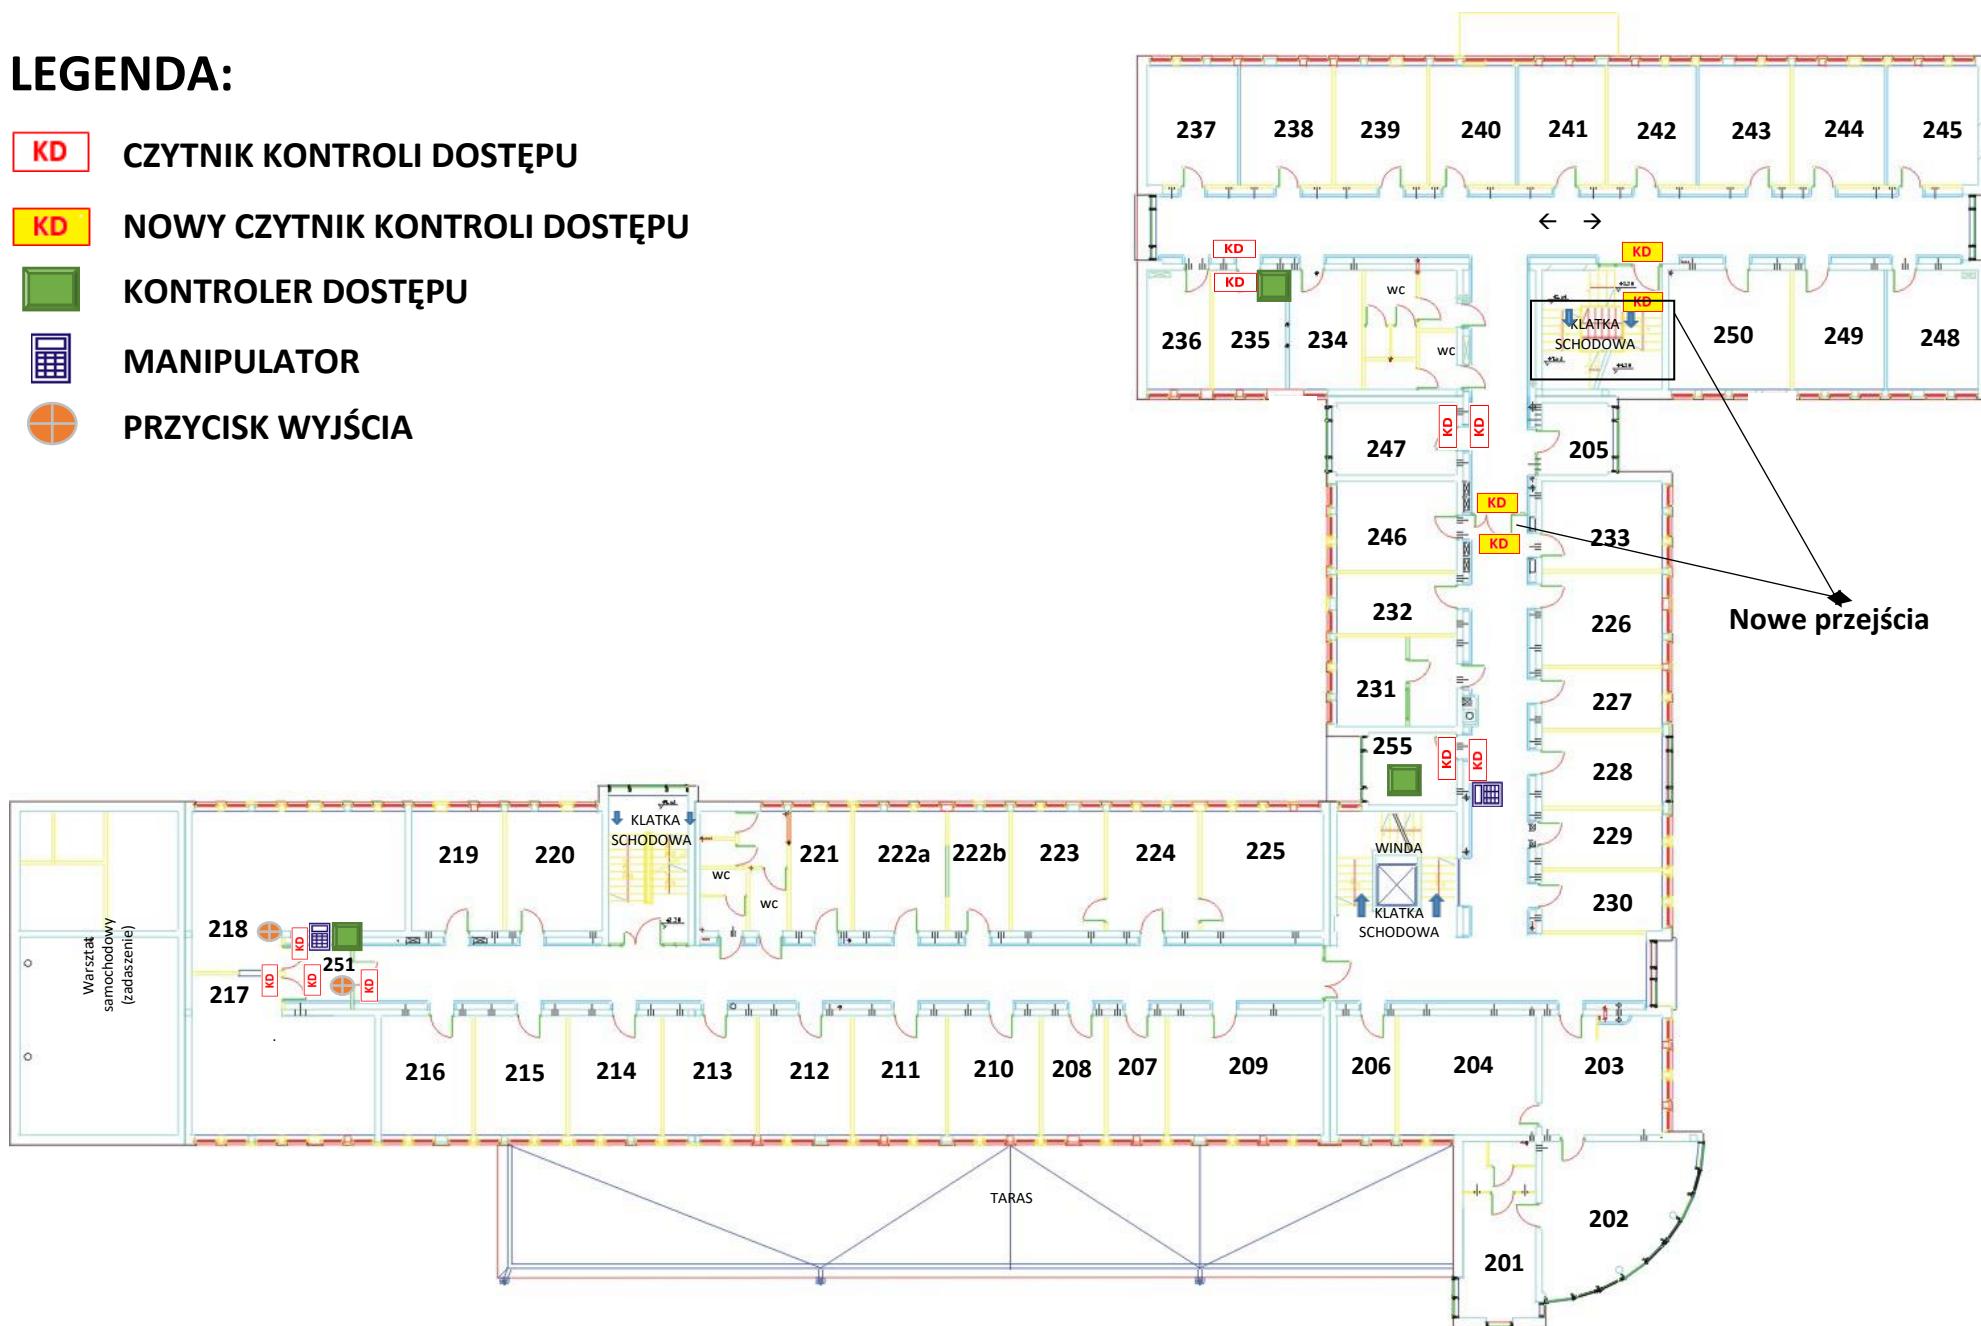 LEGENDA:
KD CZYTNIK KONTROLI DOSTĘPU
KD NOWY CZYTNIK KONTROLI DOSTĘPU
KONTROLER DOSTĘPU
MANIPULATOR
PRZYCISK WYJŚCIA
237 238 239 240 241 242 243 244 245
← →
KD
KD
KD
KD
236 235 234
WC
WC
KLATKA
SCHODOWA
250 249 248
247
KD
KD
205
KD
KD
246
233
232
226
Nowe przejścia
231
227
255
KD
KD
228
229
230
WINDA
KLATKA
SCHODOWA
KLATKA
SCHODOWA
219 220
WC
WC
221 222a 222b 223 224 225
218
KD
251
KD
KD
KD
217
Warsztat
samochodowy
(zadaszenie)
216 215 214 213 212 211 210 208 207 209 206 204 203
TARAS
202
201